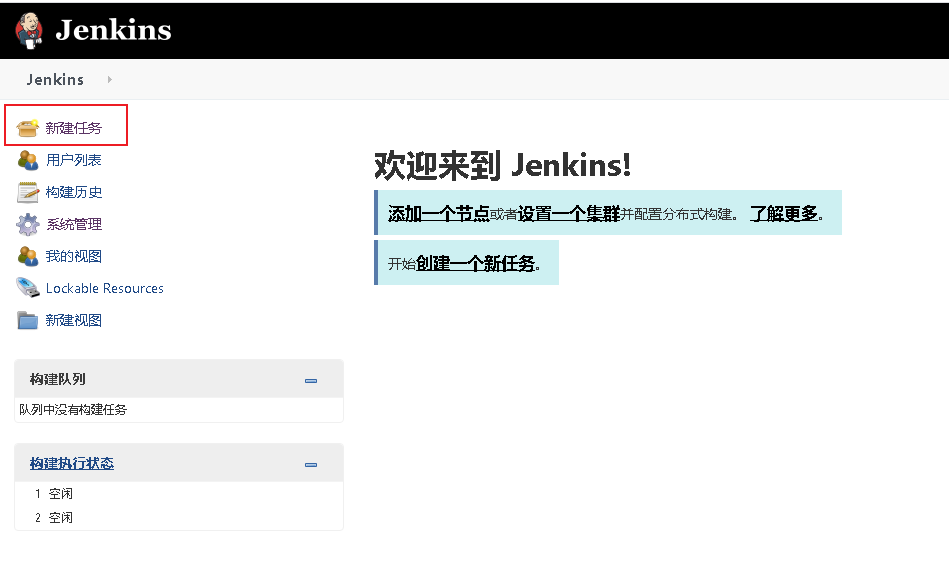 Jenkins
Jenkins
新建任务
用户列表
构建历史
系统管理
我的视图
Lockable Resources
新建视图
构建队列
队列中没有构建任务
构建执行状态
1 空闲
2 空闲
欢迎来到 Jenkins!
添加一个节点或者设置一个集群并配置分布式构建。 了解更多。
开始创建一个新任务。